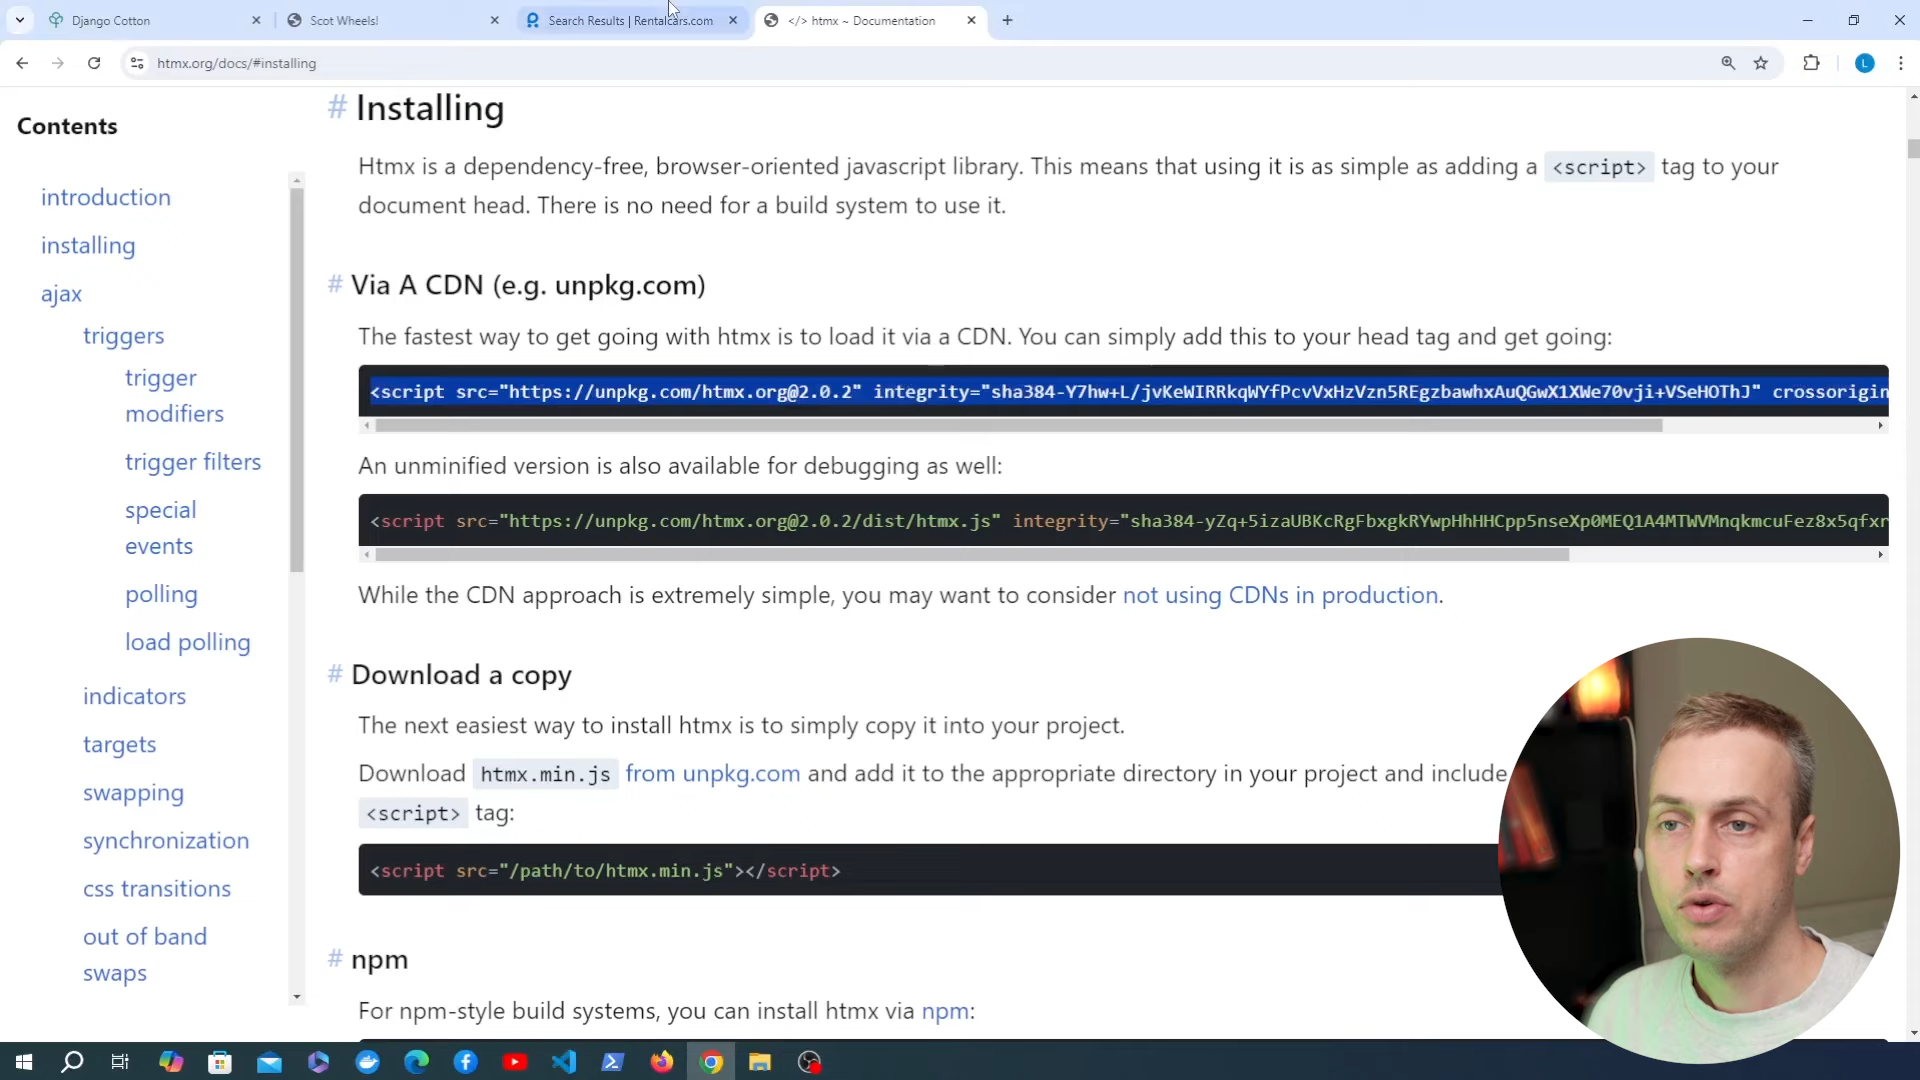 Django Cotton
Scot Wheels!
Search Results | Rentalcars.com
</> htmx ~ Documentation
htmx.org/docs/#installing
L
Contents
introduction
installing
ajax
triggers
trigger
modifiers
trigger filters
special
events
polling
load polling
indicators
targets
swapping
synchronization
css transitions
out of band
swaps
# Installing
Htmx is a dependency-free, browser-oriented javascript library. This means that using it is as simple as adding a <script> tag to your
document head. There is no need for a build system to use it.
# Via A CDN (e.g. unpkg.com)
The fastest way to get going with htmx is to load it via a CDN. You can simply add this to your head tag and get going:
<script src="https://unpkg.com/htmx.org@2.0.2" integrity="sha384-Y7hw+L/jvKeWIRRkqWYfPcvVxHzVzn5REgzbawhxAuQGwX1XWe70vji+VSeHOThJ" crossorigin
An unminified version is also available for debugging as well:
<script src="https://unpkg.com/htmx.org@2.0.2/dist/htmx.js" integrity="sha384-yZq+5izaUBKcRgFbxgkRYwpHhHHCpp5nseXp0MEQ1A4MTWVMnqkmcuFez8x5qfxr
While the CDN approach is extremely simple, you may want to consider not using CDNs in production.
# Download a copy
The next easiest way to install htmx is to simply copy it into your project.
Download htmx.min.js from unpkg.com and add it to the appropriate directory in your project and include
<script> tag:
<script src="/path/to/htmx.min.js"></script>
# npm
For npm-style build systems, you can install htmx via npm: